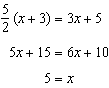 5/2 (x + 3) = 3x + 5
5x + 15 = 6x + 10
5 = x